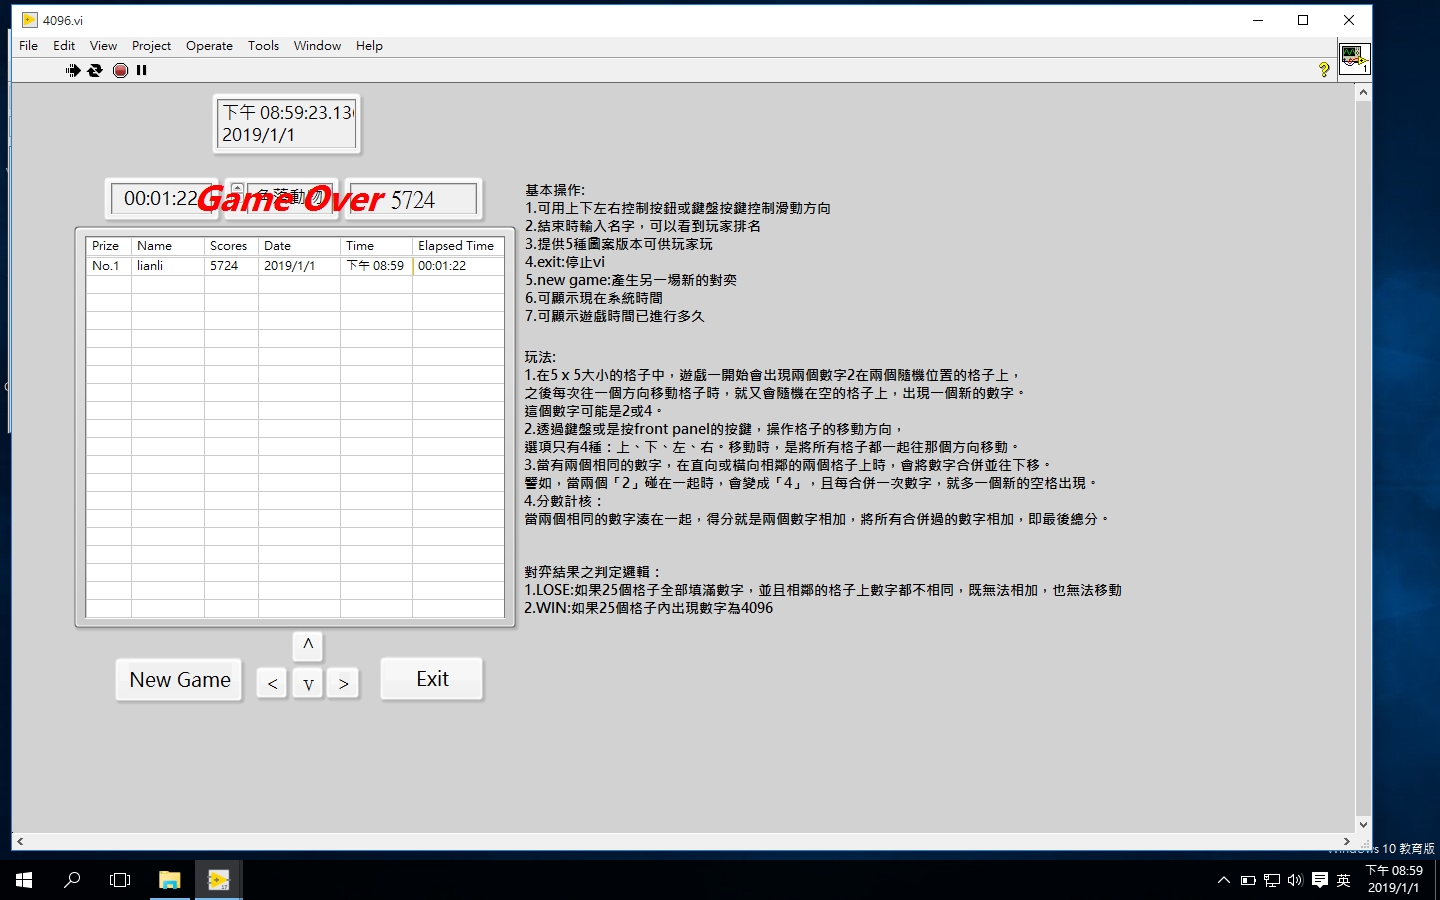 4096.vi
File Edit View Project Operate Tools Window Help
下午 08:59:23.13
2019/1/1
00:01:22
Game Over
角落動物
5724
Prize Name Scores Date Time Elapsed Time
No.1 lianli 5724 2019/1/1 下午 08:59 00:01:22
New Game
^
<
v
>
Exit
基本操作:
1.可用上下左右控制按鈕或鍵盤按鍵控制滑動方向
2.結束時輸入名字，可以看到玩家排名
3.提供5種圖案版本可供玩家玩
4.exit:停止vi
5.new game:產生另一場新的對奕
6.可顯示現在系統時間
7.可顯示遊戲時間已進行多久
玩法:
1.在5 x 5大小的格子中，遊戲一開始會出現兩個數字2在兩個隨機位置的格子上，
之後每次往一個方向移動格子時，就又會隨機在空的格子上，出現一個新的數字。
這個數字可能是2或4。
2.透過鍵盤或是按front panel的按鍵，操作格子的移動方向，
選項只有4種：上、下、左、右。移動時，是將所有格子都一起往那個方向移動。
3.當有兩個相同的數字，在直向或橫向相鄰的兩個格子上時，會將數字合併並往下移。
譬如，當兩個「2」碰在一起時，會變成「4」，且每合併一次數字，就多一個新的空格出現。
4.分數計核：
當兩個相同的數字湊在一起，得分就是兩個數字相加，將所有合併過的數字相加，即最後總分。
對弈結果之判定邏輯：
1.LOSE:如果25個格子全部填滿數字，並且相鄰的格子上數字都不相同，既無法相加，也無法移動
2.WIN:如果25個格子內出現數字為4096
Windows 10 教育版
英
下午 08:59
2019/1/1